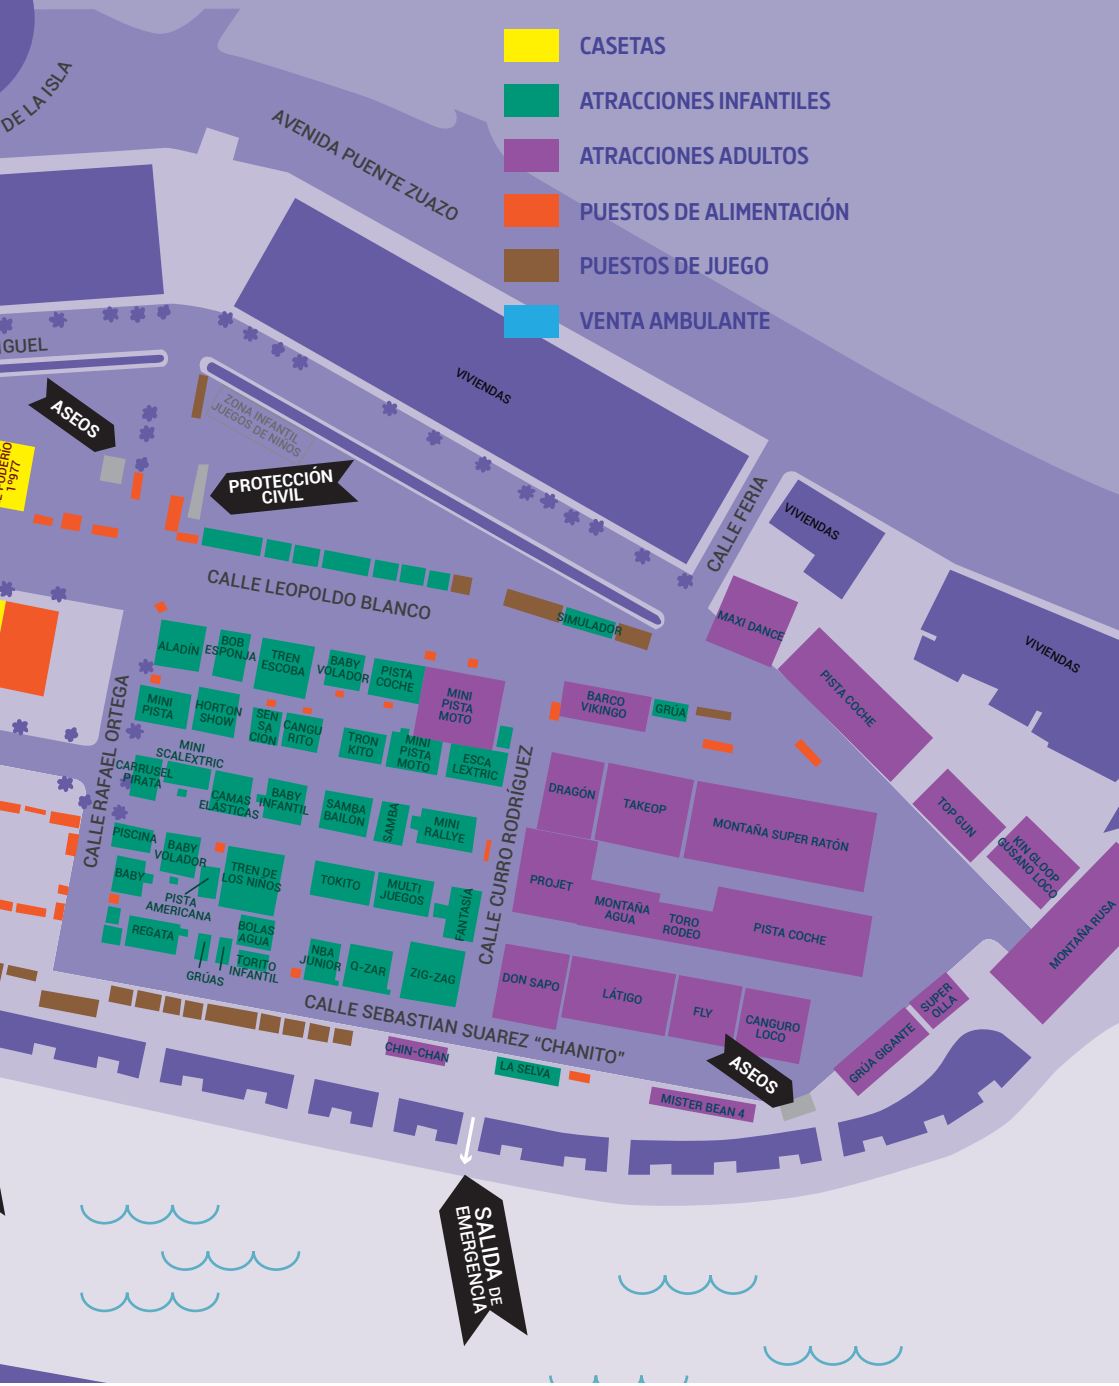 CASETAS
ATRACCIONES INFANTILES
ATRACCIONES ADULTOS
PUESTOS DE ALIMENTACIÓN
PUESTOS DE JUEGO
VENTA AMBULANTE
DE LA ISLA
AVENIDA PUENTE ZUAZO
VIVIENDAS
IGUEL
ASEOS
ZONA INFANTIL
JUEGOS DE NIÑOS
PROTECCIÓN
CIVIL
1º977
CALLE FERIA
VIVIENDAS
VIVIENDAS
CALLE LEOPOLDO BLANCO
SIMULADOR
MAXI DANCE
PISTA COCHE
TOP GUN
KIN GLOOP
GUSANO LOCO
MONTAÑA RUSA
SUPER
OLLA
GRÚA GIGANTE
CALLE RAFAEL ORTEGA
ALADÍN
BOB
ESPONJA
TREN
ESCOBA
BABY
VOLADOR
PISTA
COCHE
MINI
PISTA
MOTO
MINI
PISTA
HORTON
SHOW
SEN
SA
CIÓN
CANGU
RITO
TRON
KITO
MINI
PISTA
MOTO
ESCA
LEXTRIC
MINI
SCALEXTRIC
CARRUSEL
PIRATA
CAMAS
ELÁSTICAS
BABY
INFANTIL
SAMBA
BAILON
SAMBA
MINI
RALLYE
PISCINA
BABY
VOLADOR
TREN DE
LOS NIÑOS
BABY
PISTA
AMERICANA
TOKITO
MULTI
JUEGOS
FANTASÍA
REGATA
GRÚAS
BOLAS
AGUA
TORITO
INFANTIL
NBA
JUNIOR
Q-ZAR
ZIG-ZAG
CALLE CURRO RODRÍGUEZ
BARCO
VIKINGO
GRÚA
DRAGÓN
TAKEOP
MONTAÑA SUPER RATÓN
PROJET
MONTAÑA
AGUA
TORO
RODEO
PISTA COCHE
DON SAPO
LÁTIGO
FLY
CANGURO
LOCO
CALLE SEBASTIAN SUAREZ “CHANITO”
CHIN-CHAN
LA SELVA
MISTER BEAN 4
ASEOS
SALIDA DE
EMERGENCIA